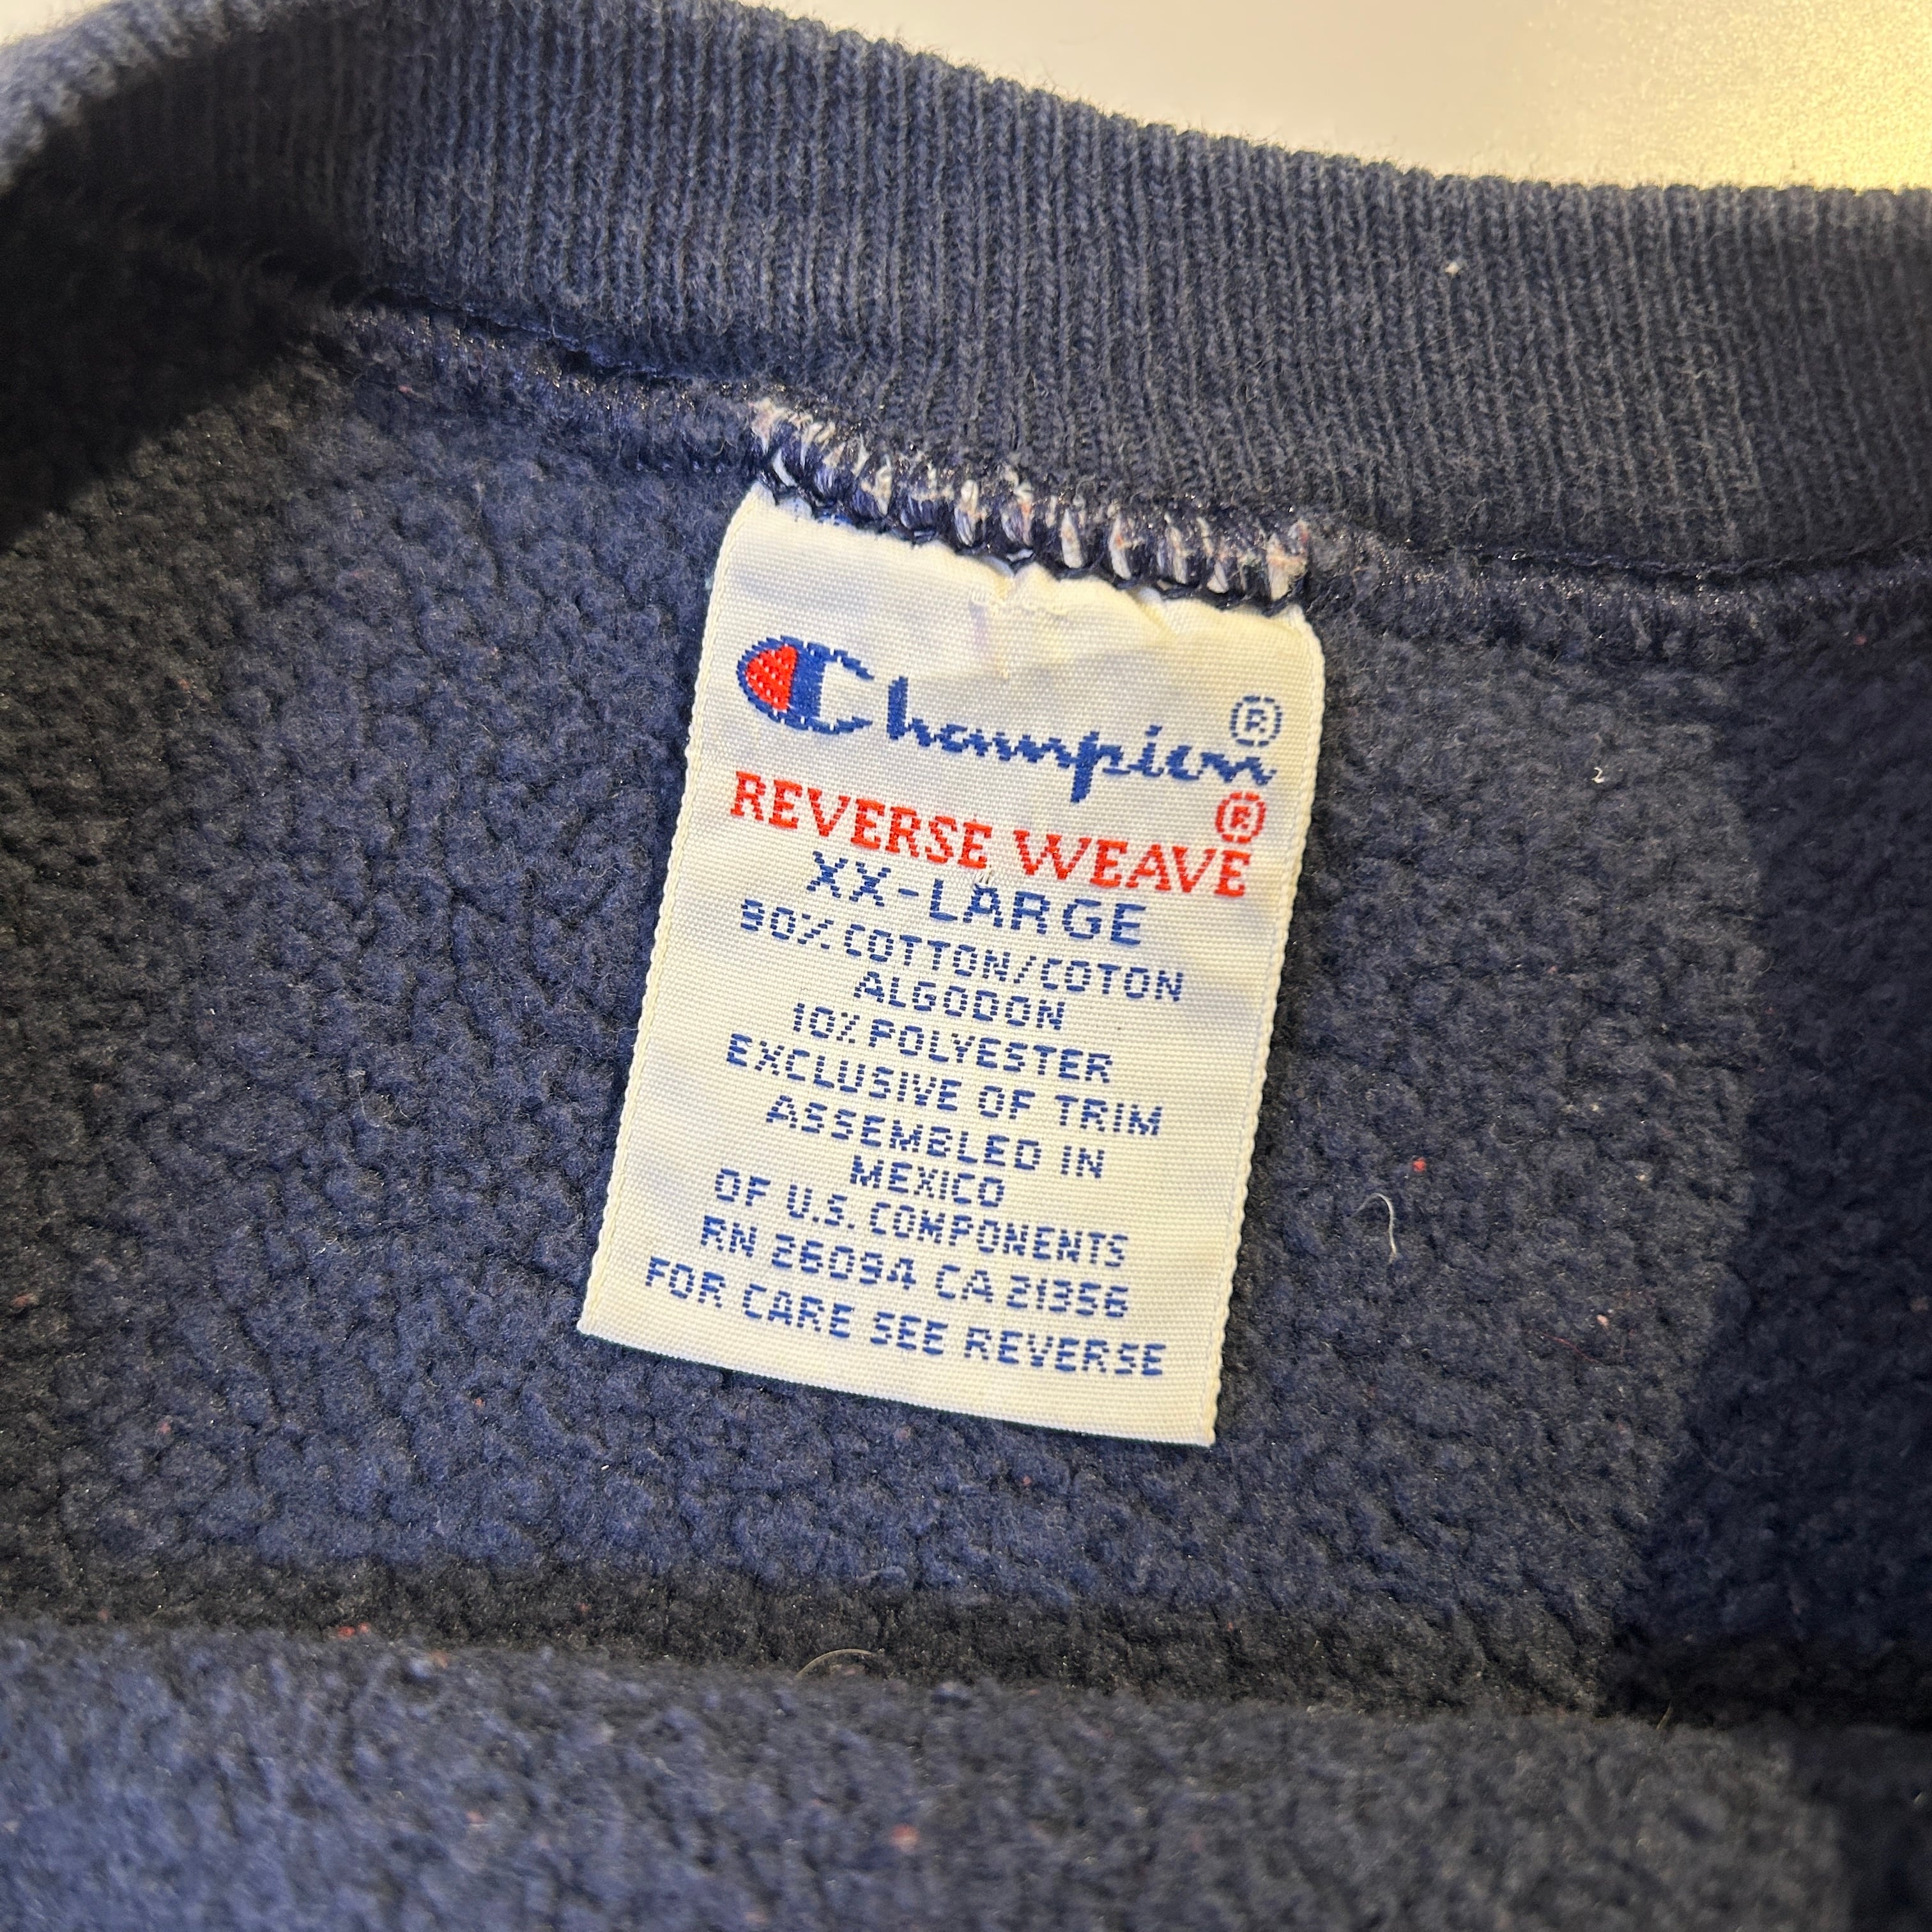 Champion®
REVERSE WEAVE®
XX-LARGE
90% COTTON/COTON
ALGODON
10% POLYESTER
EXCLUSIVE OF TRIM
ASSEMBLED IN
MEXICO
OF U.S. COMPONENTS
RN 26094 CA 21356
FOR CARE SEE REVERSE